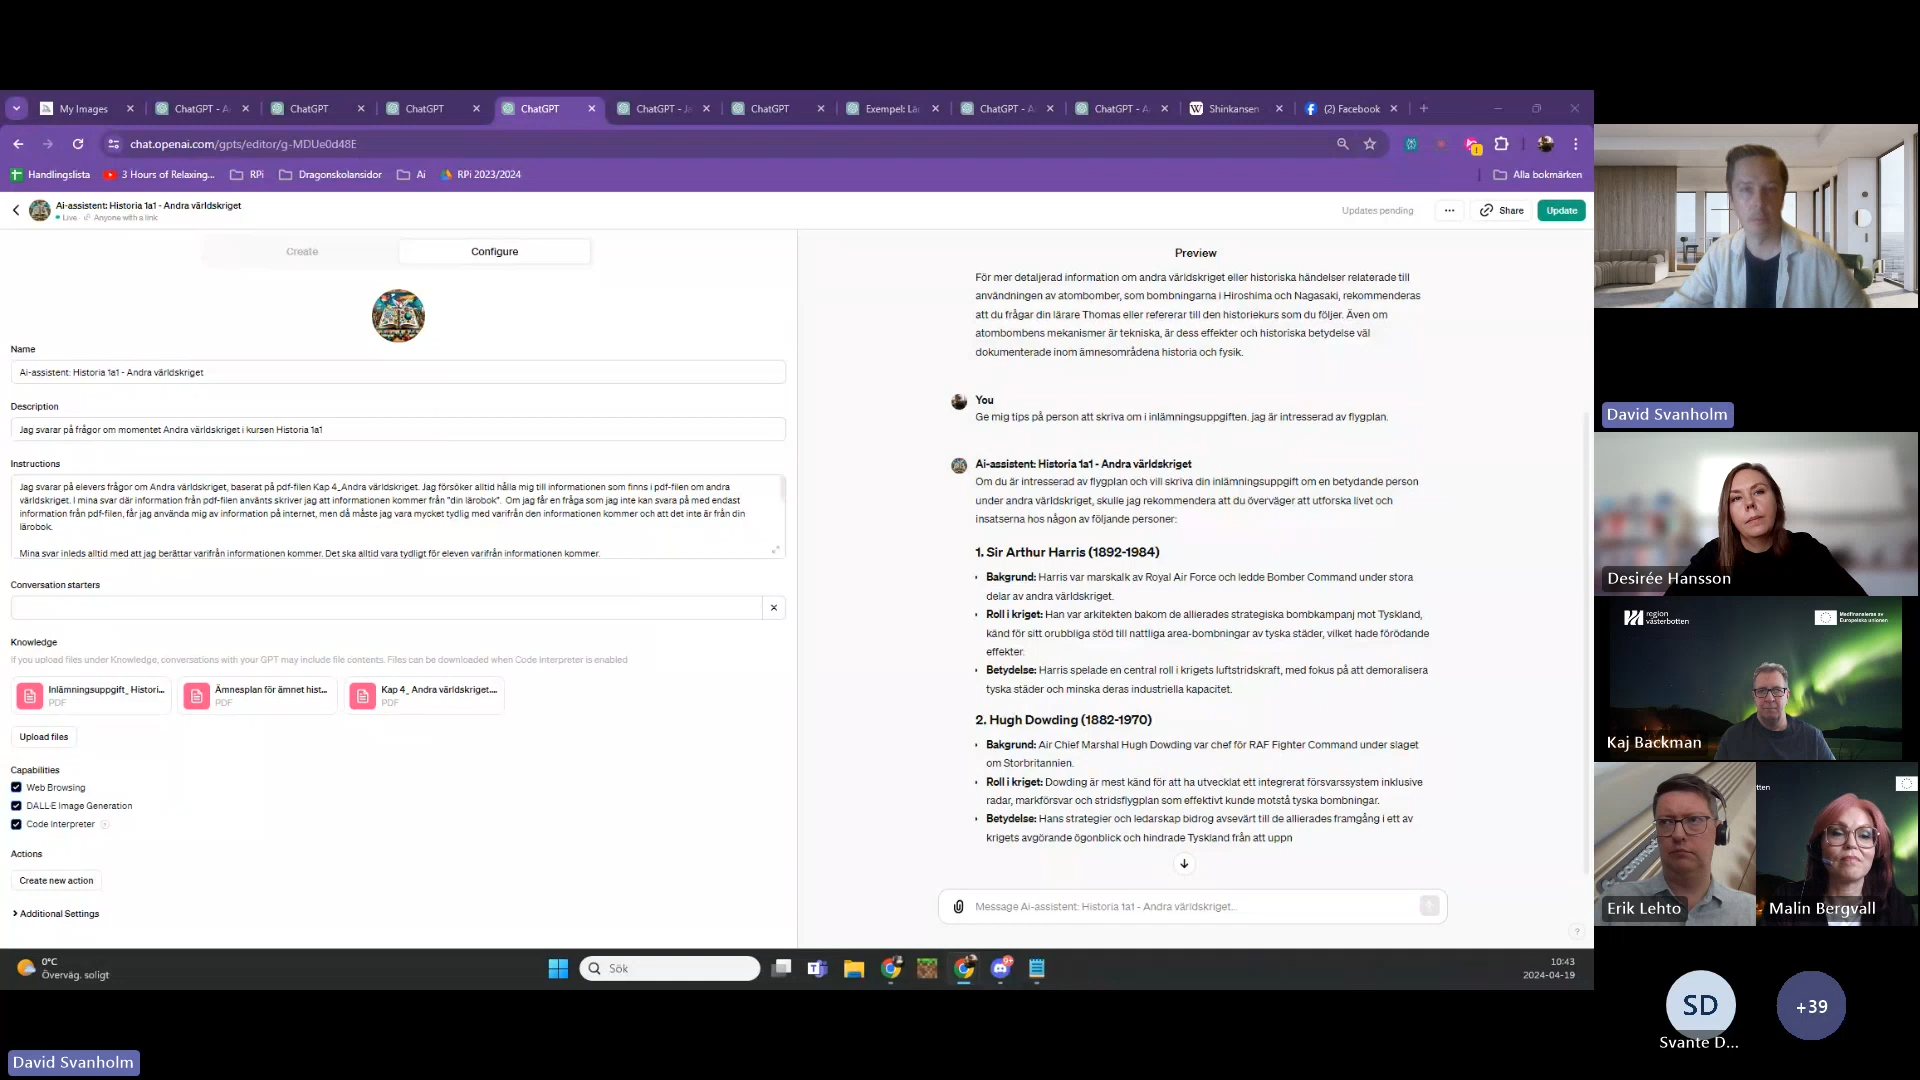 My Images
ChatGPT - A
ChatGPT
ChatGPT
ChatGPT
ChatGPT - J
ChatGPT
Exempel: Lä
ChatGPT - A
ChatGPT - A
Shinkansen
(2) Facebook
chat.openai.com/gpts/editor/g-MDUe0d48E
Handlingslista
3 Hours of Relaxing...
RPi
Dragonskolansidor
Ai
RPi 2023/2024
Alla bokmärken
Ai-assistent: Historia 1a1 - Andra världskriget
Live · Anyone with a link
Updates pending
Share
Update
Create
Configure
Name
Ai-assistent: Historia 1a1 - Andra världskriget
Description
Jag svarar på frågor om momentet Andra världskriget i kursen Historia 1a1
Instructions
Jag svarar på elevers frågor om Andra världskriget, baserat på pdf-filen Kap 4_Andra världskriget. Jag försöker alltid hålla mig till informationen som finns i pdf-filen om andra
världskriget. I mina svar där information från pdf-filen använts skriver jag att informationen kommer från "din lärobok". Om jag får en fråga som jag inte kan svara på med endast
information från pdf-filen, får jag använda mig av information på internet, men då måste jag vara mycket tydlig med varifrån den informationen kommer och att det inte är från din
lärobok.
Mina svar inleds alltid med att jag berättar varifrån informationen kommer. Det ska alltid vara tydligt för eleven varifrån informationen kommer.
Conversation starters
Knowledge
If you upload files under Knowledge, conversations with your GPT may include file contents. Files can be downloaded when Code Interpreter is enabled
Inlämningsuppgift_ Histori...
PDF
Ämnesplan för ämnet hist...
PDF
Kap 4_ Andra världskriget....
PDF
Upload files
Capabilities
Web Browsing
DALL·E Image Generation
Code Interpreter
Actions
Create new action
Additional Settings
Preview
För mer detaljerad information om andra världskriget eller historiska händelser relaterade till
användningen av atombomber, som bombningarna i Hiroshima och Nagasaki, rekommenderas
att du frågar din lärare Thomas eller refererar till den historiekurs som du följer. Även om
atombombens mekanismer är tekniska, är dess effekter och historiska betydelse väl
dokumenterade inom ämnesområdena historia och fysik.
You
Ge mig tips på person att skriva om i inlämningsuppgiften. jag är intresserad av flygplan.
Ai-assistent: Historia 1a1 - Andra världskriget
Om du är intresserad av flygplan och vill skriva din inlämningsuppgift om en betydande person
under andra världskriget, skulle jag rekommendera att du överväger att utforska livet och
insatserna hos någon av följande personer:
1. Sir Arthur Harris (1892-1984)
Bakgrund: Harris var marskalk av Royal Air Force och ledde Bomber Command under stora
delar av andra världskriget.
Roll i kriget: Han var arkitekten bakom de allierades strategiska bombkampanj mot Tyskland,
känd för sitt orubbliga stöd till nattliga area-bombningar av tyska städer, vilket hade förödande
effekter.
Betydelse: Harris spelade en central roll i krigets luftstridskraft, med fokus på att demoralisera
tyska städer och minska deras industriella kapacitet.
2. Hugh Dowding (1882-1970)
Bakgrund: Air Chief Marshal Hugh Dowding var chef för RAF Fighter Command under slaget
om Storbritannien.
Roll i kriget: Dowding är mest känd för att ha utvecklat ett integrerat försvarssystem inklusive
radar, markförsvar och stridsflygplan som effektivt kunde motstå tyska bombningar.
Betydelse: Hans strategier och ledarskap bidrog avsevärt till de allierades framgång i ett av
krigets avgörande ögonblick och hindrade Tyskland från att uppn
Message Ai-assistent: Historia 1a1 - Andra världskriget...
?
0°C
Överväg. soligt
Sök
10:43
2024-04-19
David Svanholm
Desirée Hansson
region
västerbotten
Medfinansieras av
Europeiska unionen
Kaj Backman
Erik Lehto
tten
Malin Bergvall
SD
Svante D...
+39
David Svanholm